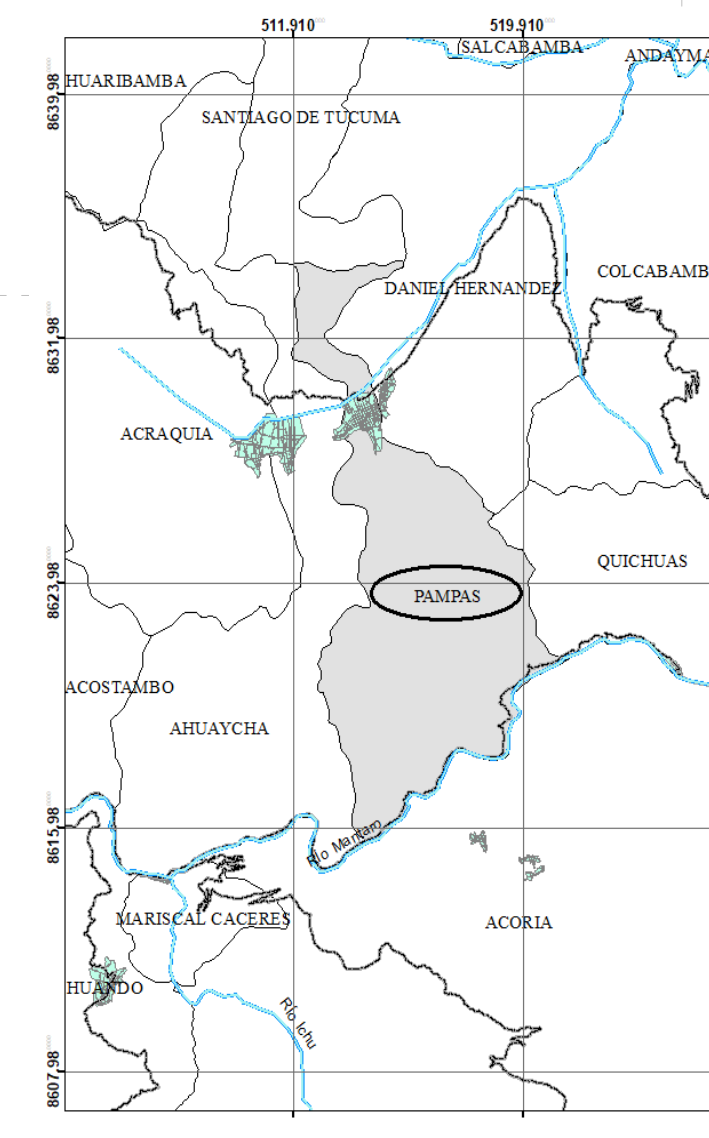 511.910 519.910
SALCABAMBA
ANDAYMA
HUARIBAMBA
8639.98
SANTIAGO DE TUCUMA
COLCABAMB
DANIEL HERNANDEZ
8631.98
ACRAQUIA
QUICHUAS
8623.98
PAMPAS
ACOSTAMBO
AHUAYCHA
8615.98
Río Mantaro
MARISCAL CACERES
ACORIA
HUANDO
Río Ichu
8607.98